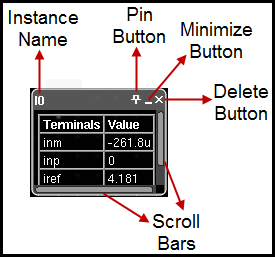 Instance
Name
Pin
Button
Minimize
Button
Delete
Button
I0
Terminals Value
inm -261.8u
inp 0
iref 4.181
Scroll
Bars